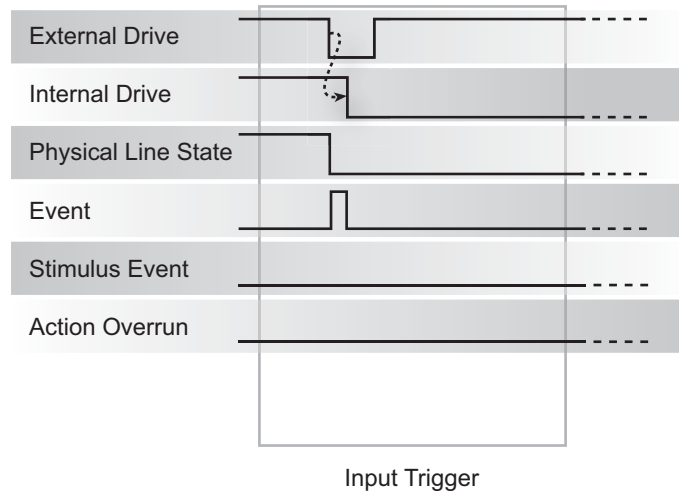 External Drive
Internal Drive
Physical Line State
Event
Stimulus Event
Action Overrun
Input Trigger